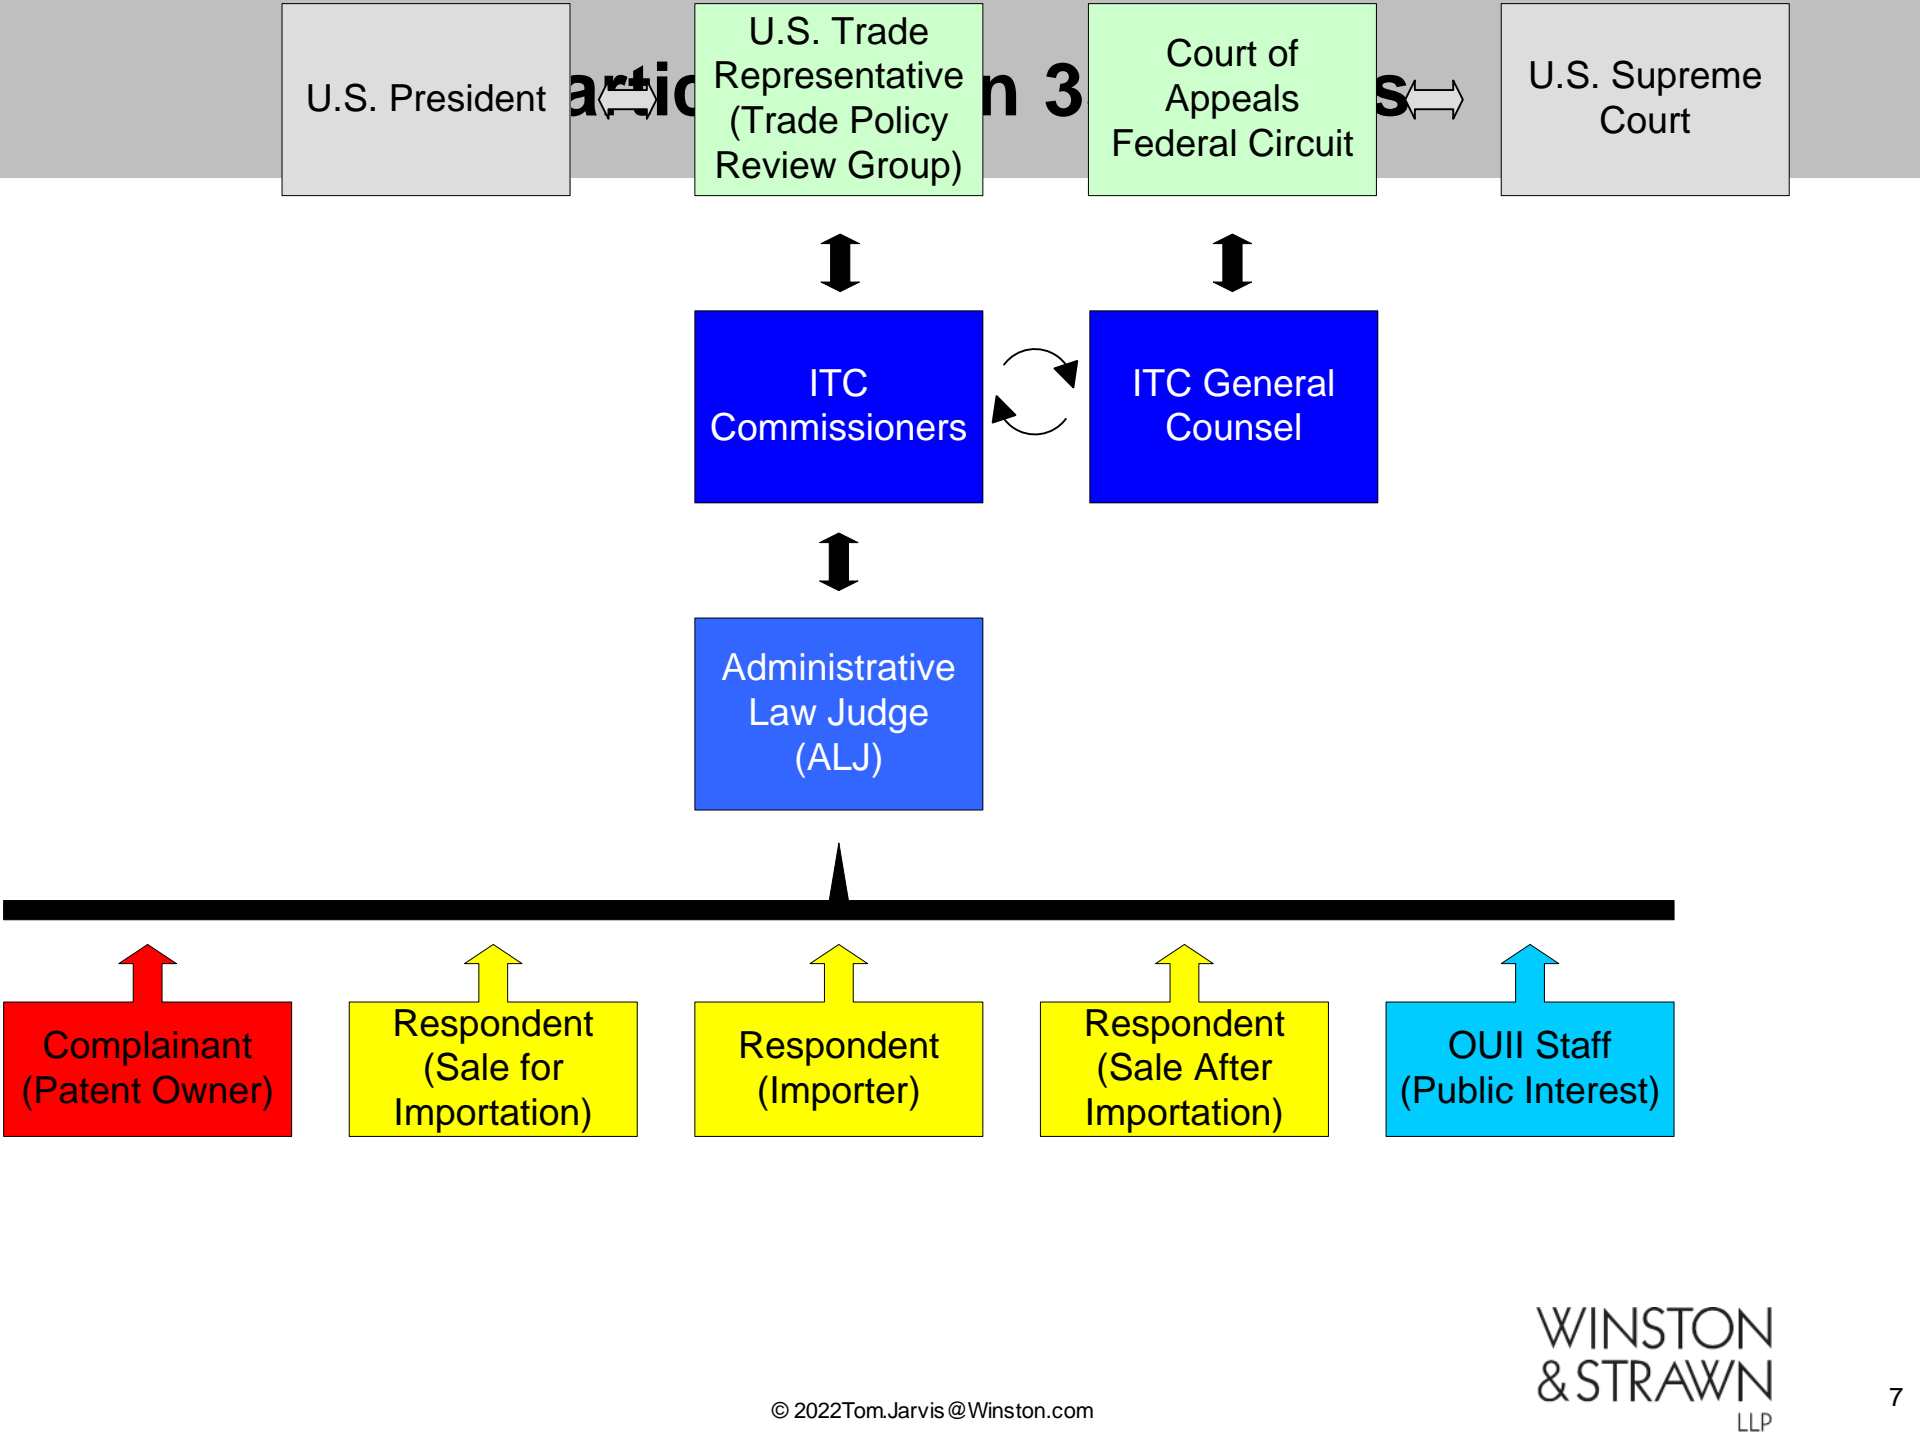 U.S. President
U.S. Trade
Representative
(Trade Policy
Review Group)
Court of
Appeals
Federal Circuit
U.S. Supreme
Court
ITC
Commissioners
ITC General
Counsel
Administrative
Law Judge
(ALJ)
Complainant
(Patent Owner)
Respondent
(Sale for
Importation)
Respondent
(Importer)
Respondent
(Sale After
Importation)
OUII Staff
(Public Interest)
WINSTON
& STRAWN
LLP
© 2022Tom.Jarvis@Winston.com
7